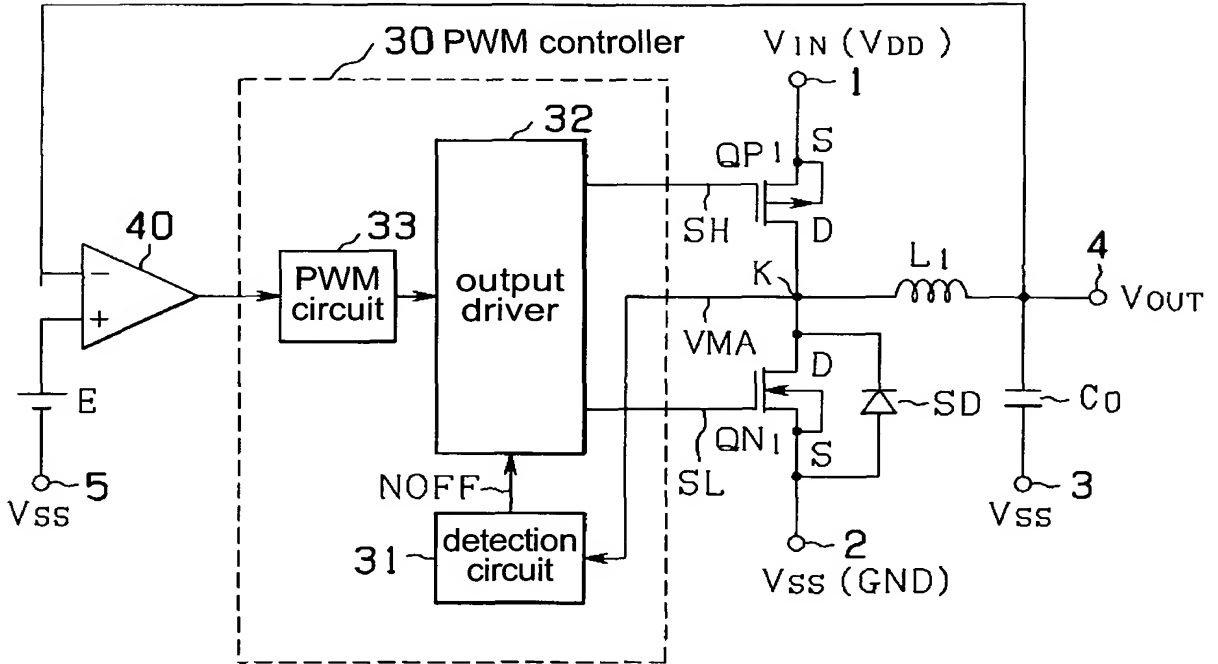 30 PWM controller
VIN (VDD)
1
32
S
QP1
40
33
SH
D
L1
4
PWM
circuit
output
driver
K
VOUT
−
+
VMA
E
D
SD
C0
QN1
S
5
NOFF
SL
3
VSS
VSS
31
detection
circuit
2
VSS (GND)